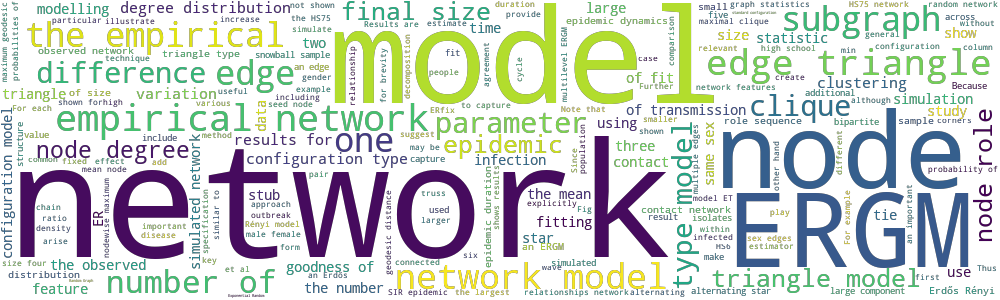 particular illustrate
maximum geodesic
probabilities of
degree distribution
increase
graph statistics
not shown
the HS75
simulate
final size
estimate
large
epidemic dynamics
small
five
maximal clique
subgraph
HS75 network
random network
across
without
general
configuration
min
the empirical
observed network
triangle type
two
technique
snowball sample
time
provide
duration
Results are
modelling
size
statistic
show
relevant
high school
column
Because
difference
edge
an edge
gender
example
including
model
relationship
for brevity
decomposition
fit
people
cycle
agreement
multilevel ERGM
comparison
case
of fit
Further
network features
edge triangle
create
triangle
of size
variation
useful
seed node
various
method
suggest
ERfix
to capture
Note that
smaller
clustering
additional
although
simulation
study
empirical network
data
parameter
clique
node degree
results for
one
using
of transmission
shown
role sequence
bipartite
sample
corners
configuration model
structure
value
shown forhigh
For each
common
include
fixed effect
add
mean node
configuration type
may be
capture
epidemic
Since
population
three
same sex
multiple edges
node
node role
probability of
different
other hand
network
simulated network
similar to
specification
ER
stub
pair
truss
infection
contact
type model
model ET
explicitly
the mean
Fig
fitting
star
an ERGM
tie
ERGM
For example
estimator
sex edges
play
isolates
an important
chain
ratio
density
arise
nodewise maximum
approach
outbreak
Rényi model
male female
form
used
larger
geodesic distance
epidemic duration
shows results
contact network
result
HS6
within
infected
make
the observed
important
disease
key
et al
an Erdos
goodness of
the number
connected
six
wave
simulated
size four
distribution
feature
number of
SIR epidemic
the largest
network model
relationships network
alternating
alternating star
large component
triangle model
first
use
Thus
Erdős Rényi
Random Graph
Exponential Random
standard configuration